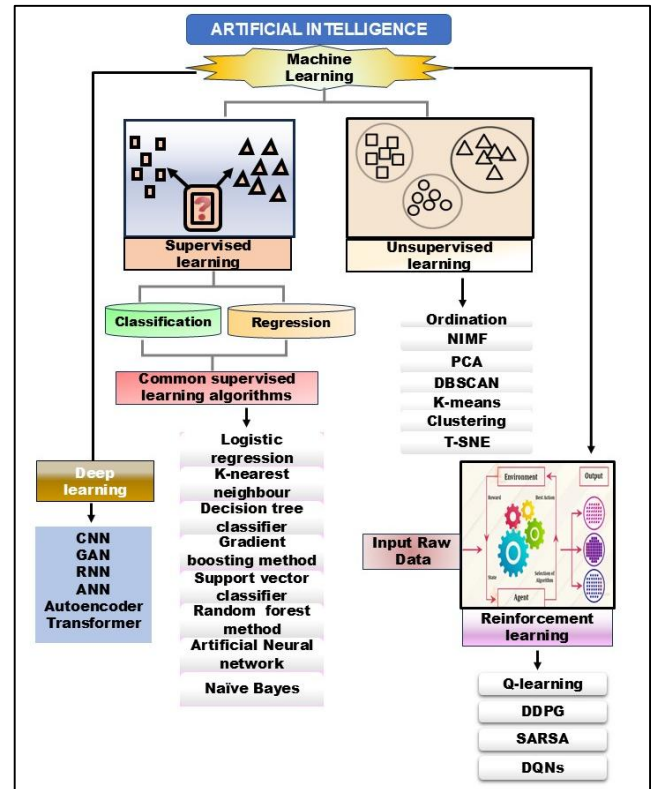 ARTIFICIAL INTELLIGENCE
Machine
Learning
?
Supervised
learning
Unsupervised
learning
Classification
Regression
Common supervised
learning algorithms
Logistic
regression
K-nearest
neighbour
Decision tree
classifier
Gradient
boosting method
Support vector
classifier
Random forest
method
Artificial Neural
network
Naïve Bayes
Ordination
NIMF
PCA
DBSCAN
K-means
Clustering
T-SNE
Deep
learning
CNN
GAN
RNN
ANN
Autoencoder
Transformer
Input Raw
Data
Environment
Output
Reward
Best Action
State
Selection of
Algorithm
Agent
Reinforcement
learning
Q-learning
DDPG
SARSA
DQNs